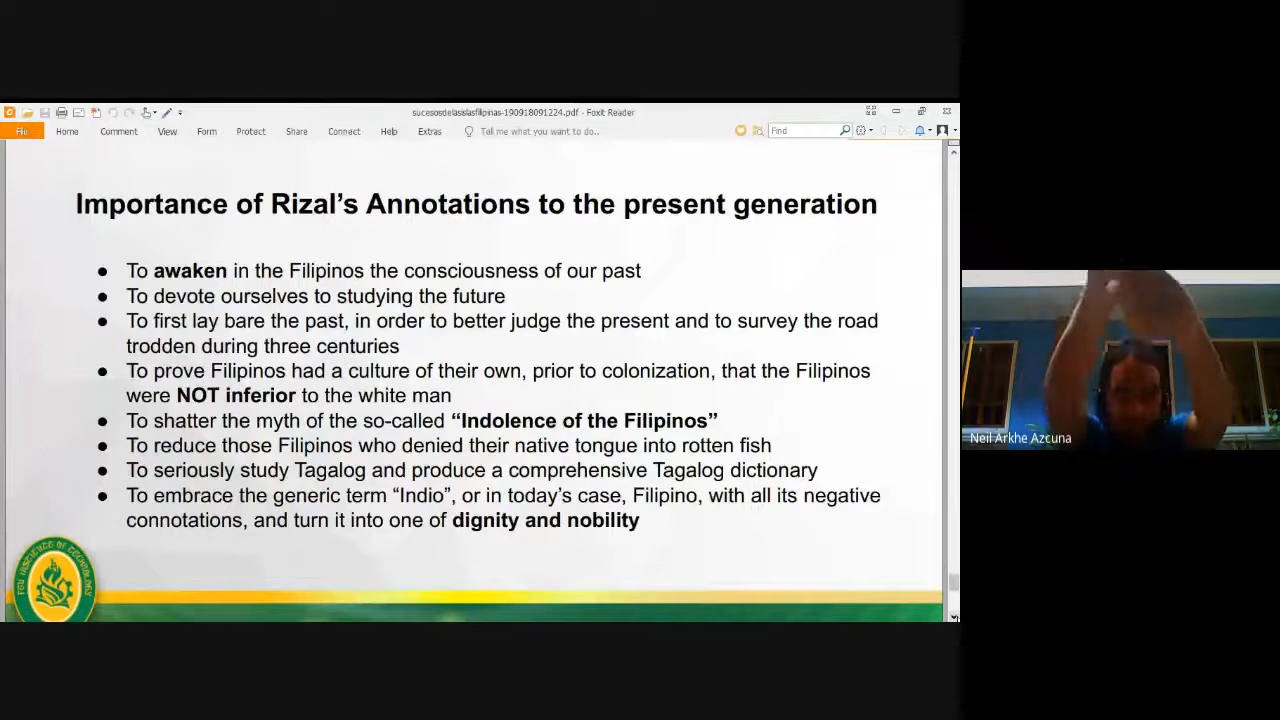 sucesosdelasislasfilipinas-190918091224.pdf - Foxit Reader
File Home Comment View Form Protect Share Connect Help Extras Tell me what you want to do.. Find
Importance of Rizal’s Annotations to the present generation
● To awaken in the Filipinos the consciousness of our past
● To devote ourselves to studying the future
● To first lay bare the past, in order to better judge the present and to survey the road
trodden during three centuries
● To prove Filipinos had a culture of their own, prior to colonization, that the Filipinos
were NOT inferior to the white man
● To shatter the myth of the so-called “Indolence of the Filipinos”
● To reduce those Filipinos who denied their native tongue into rotten fish
● To seriously study Tagalog and produce a comprehensive Tagalog dictionary
● To embrace the generic term “Indio”, or in today’s case, Filipino, with all its negative
connotations, and turn it into one of dignity and nobility
FEU INSTITUTE OF TECHNOLOGY
Neil Arkhe Azcuna